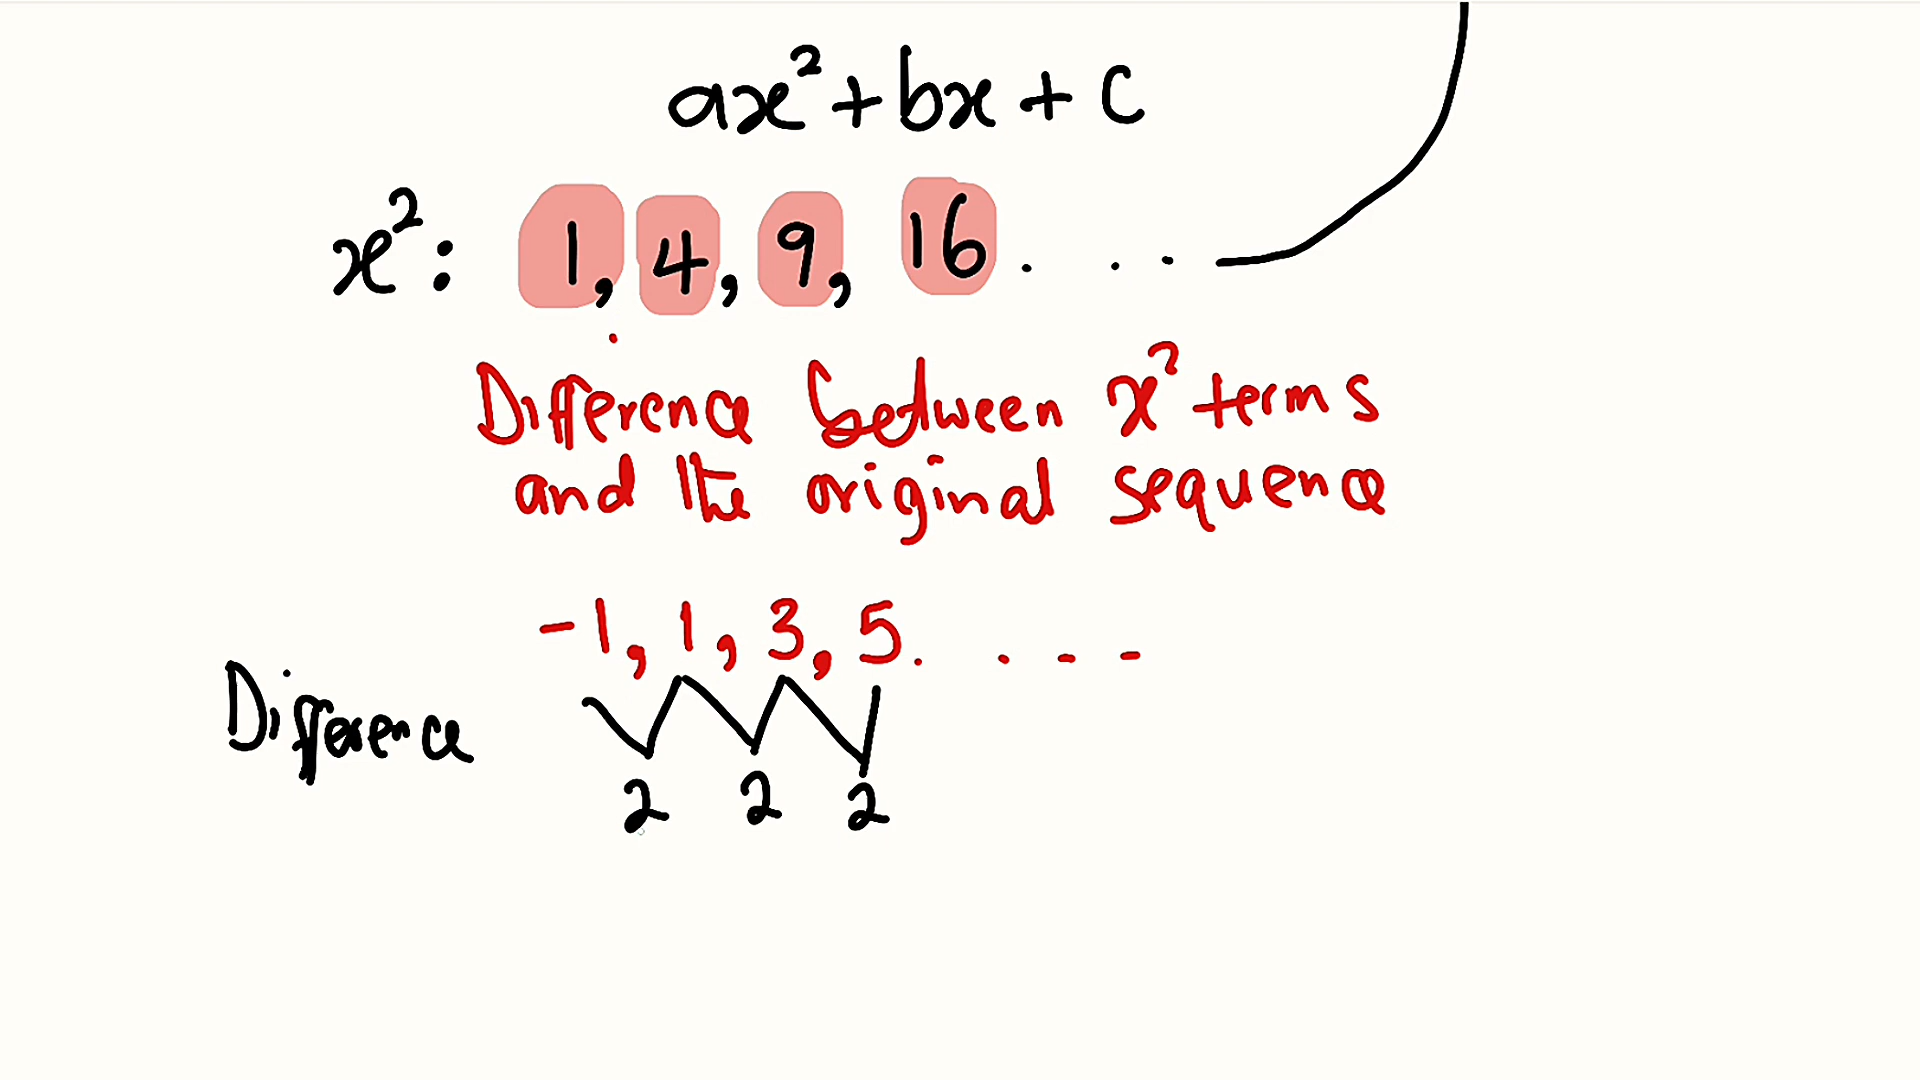 ax² + bx + c
x²: 1, 4, 9, 16. . .
Difference between x² terms
and the original sequence
-1, 1, 3, 5. . . .
Difference
2 2 2